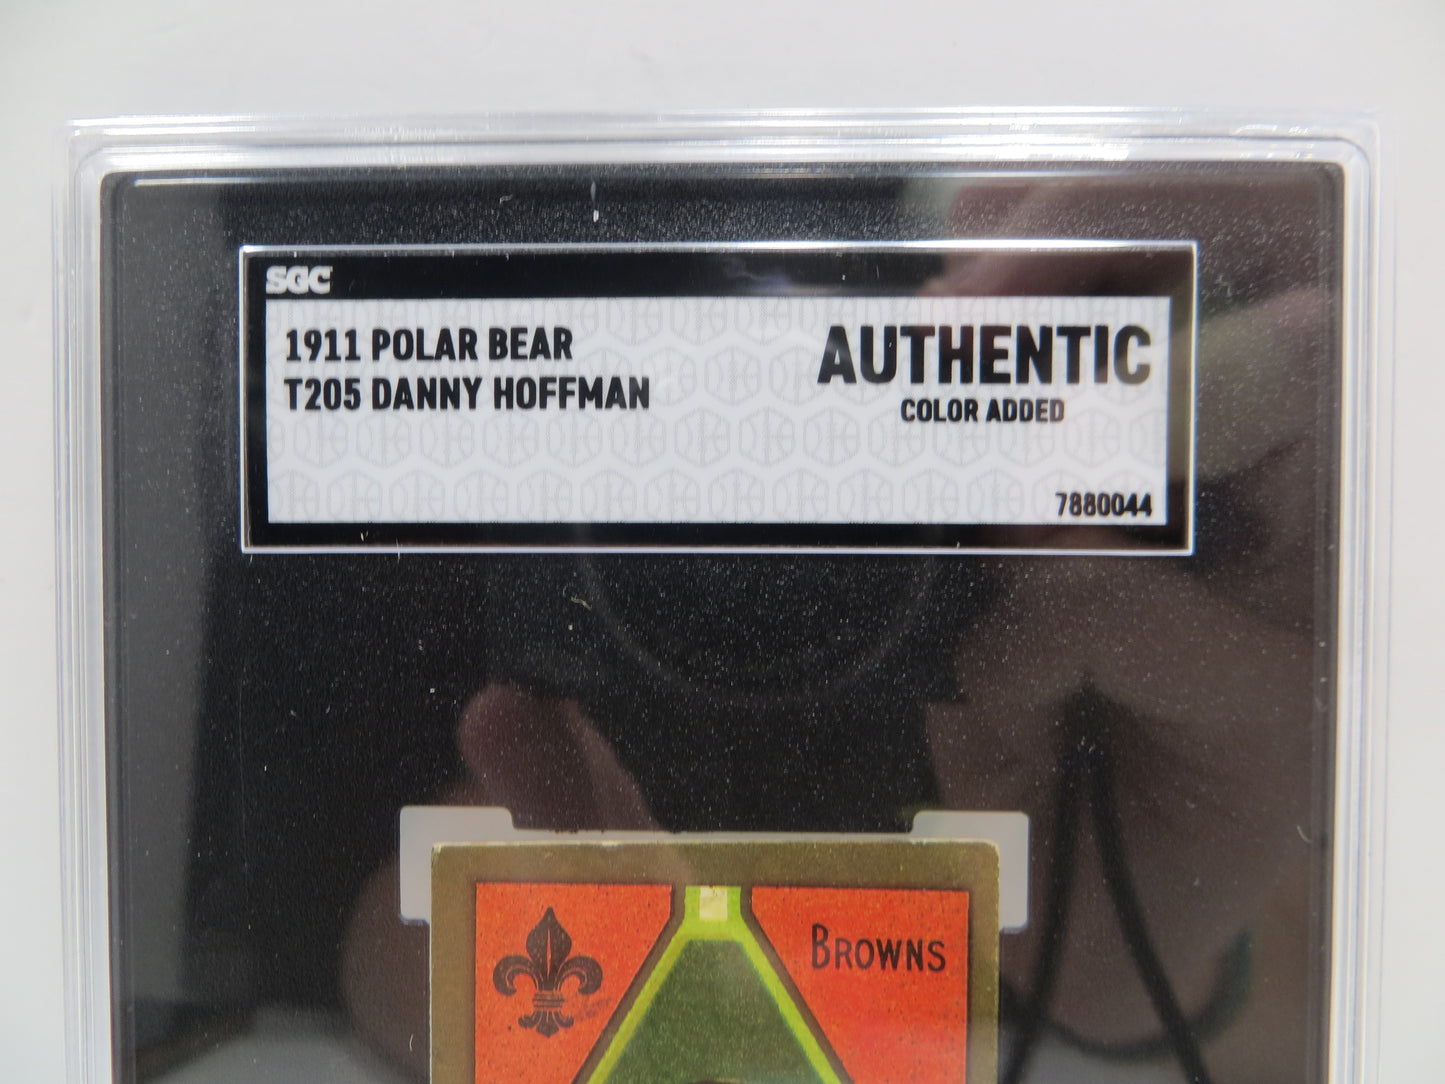 SGC
1911 POLAR BEAR
T205 DANNY HOFFMAN
AUTHENTIC
COLOR ADDED
7880044
BROWNS